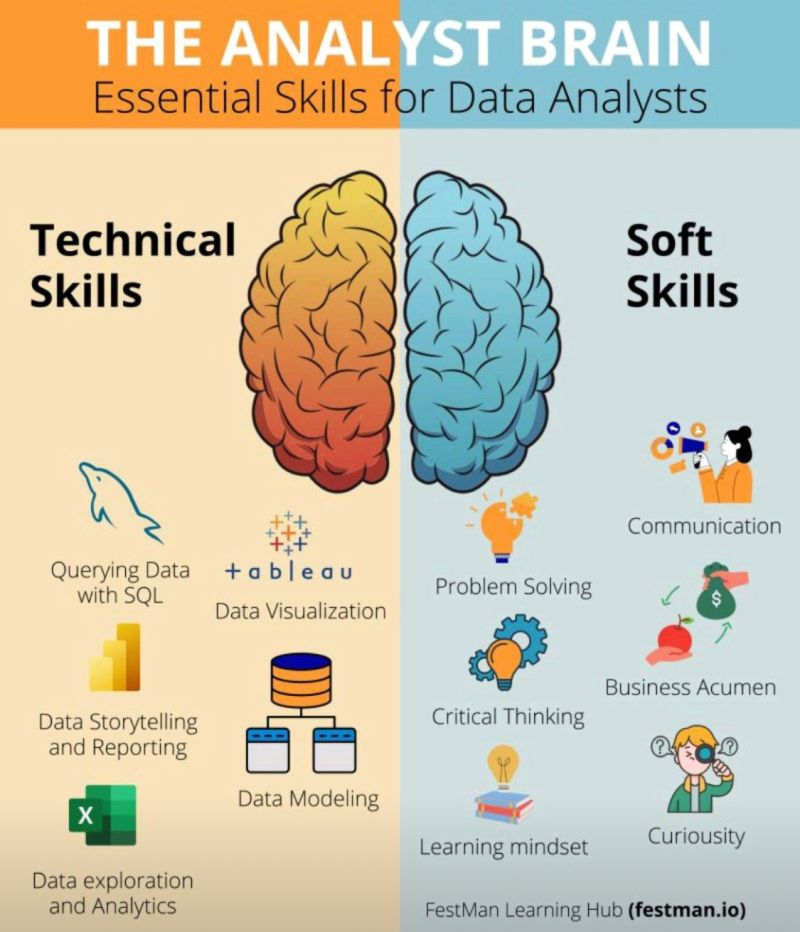 THE ANALYST BRAIN
Essential Skills for Data Analysts
Technical
Skills
Querying Data
with SQL
+ableau
Data Visualization
Data Storytelling
and Reporting
Data Modeling
X
Data exploration
and Analytics
Soft
Skills
Communication
Problem Solving
$
Business Acumen
Critical Thinking
? ?
Curiousity
Learning mindset
FestMan Learning Hub (festman.io)